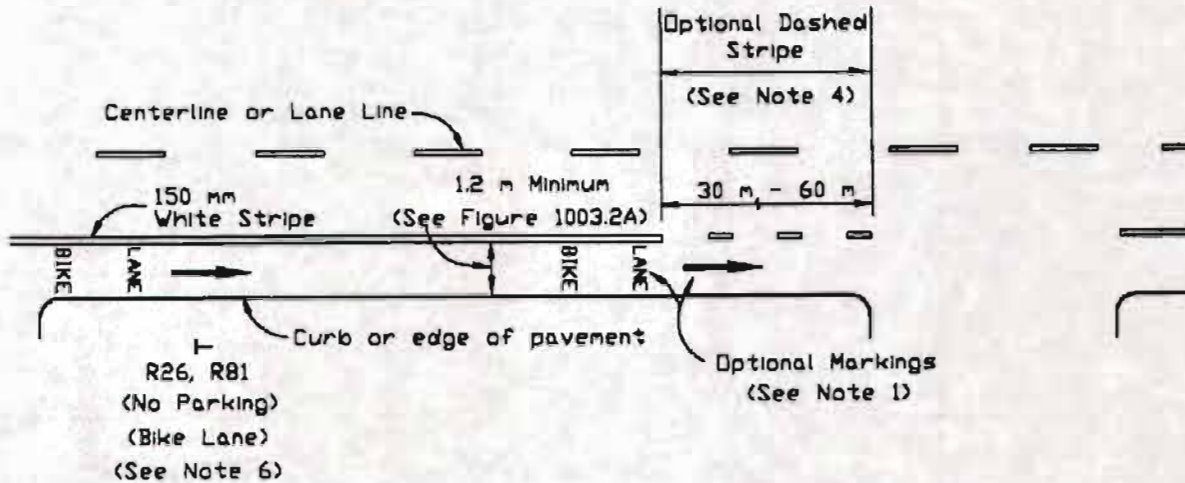 Optional Dashed
Stripe
(See Note 4)
Centerline or Lane Line
150 mm
White Stripe
1.2 m Minimum
(See Figure 1003.2A)
30 m - 60 m
BIKE
LANE
BIKE
LANE
Curb or edge of pavement
R26, R81
(No Parking)
(Bike Lane)
(See Note 6)
Optional Markings
(See Note 1)